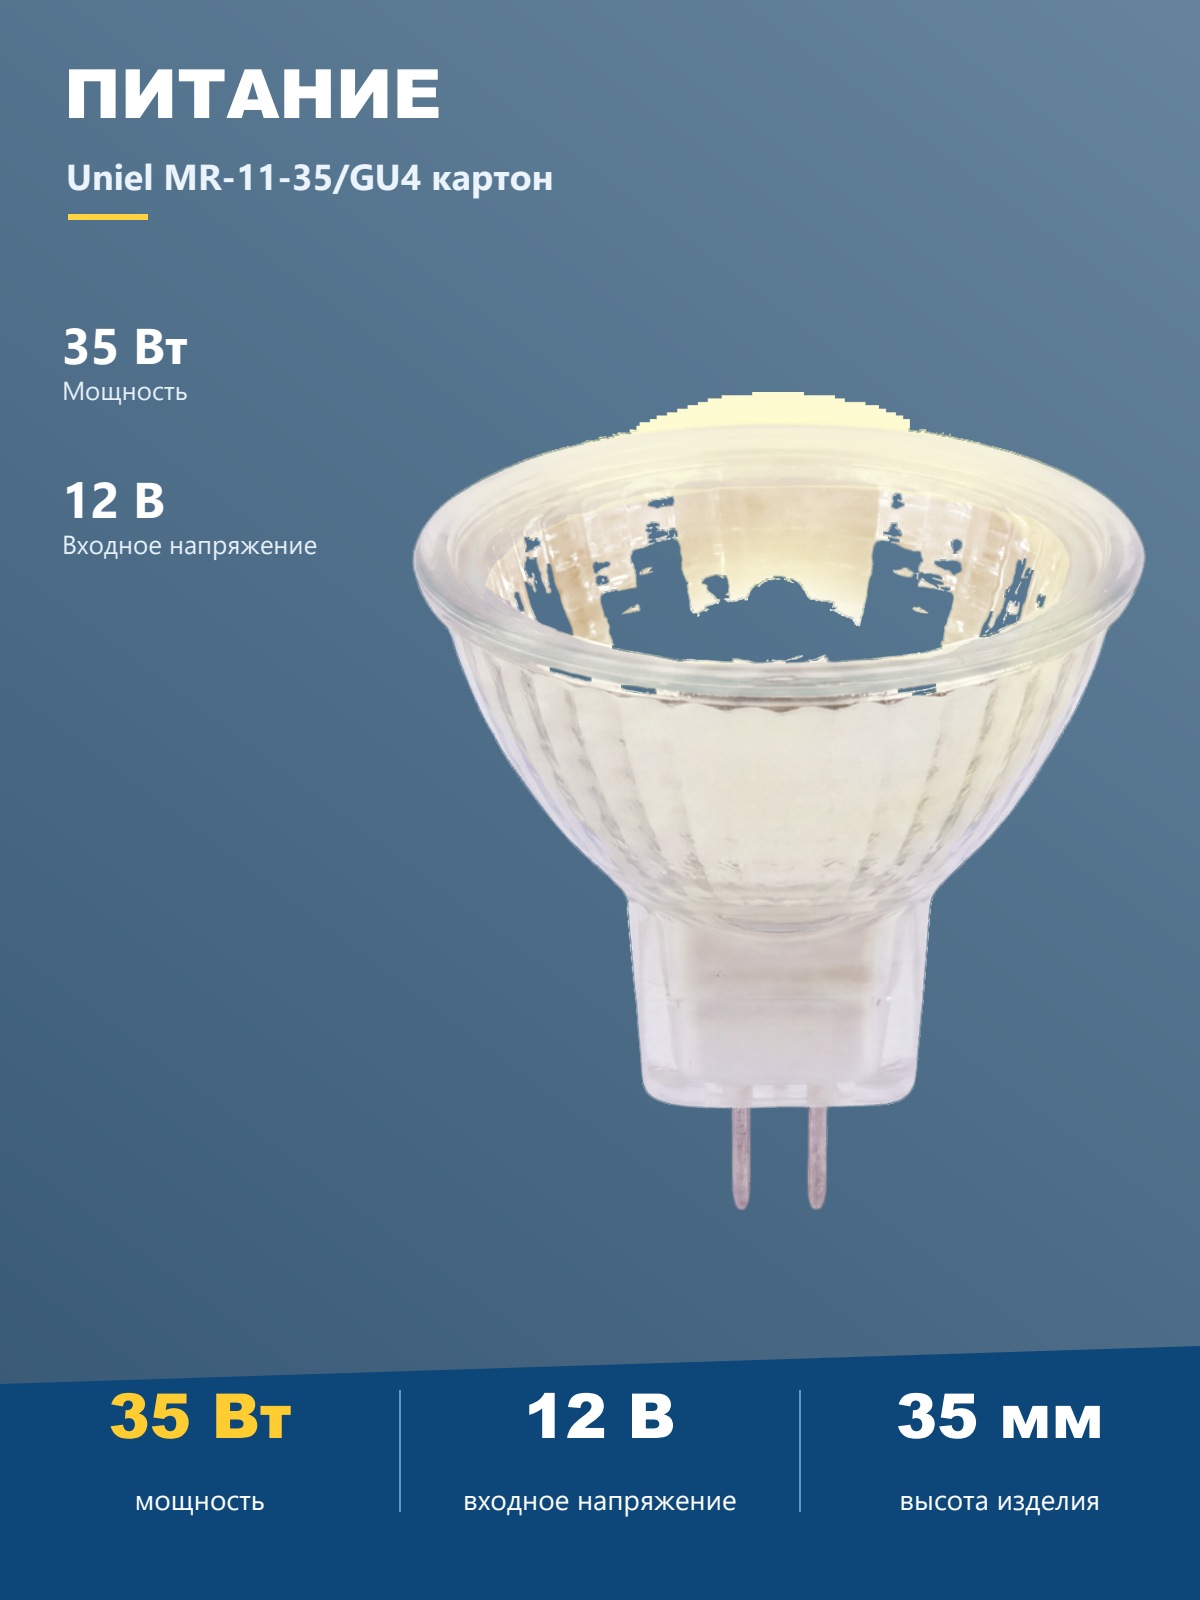 ПИТАНИЕ
Uniel MR-11-35/GU4 картон
35 Вт
Мощность
12 В
Входное напряжение
35 Вт
12 В
35 мм
мощность
входное напряжение
высота изделия